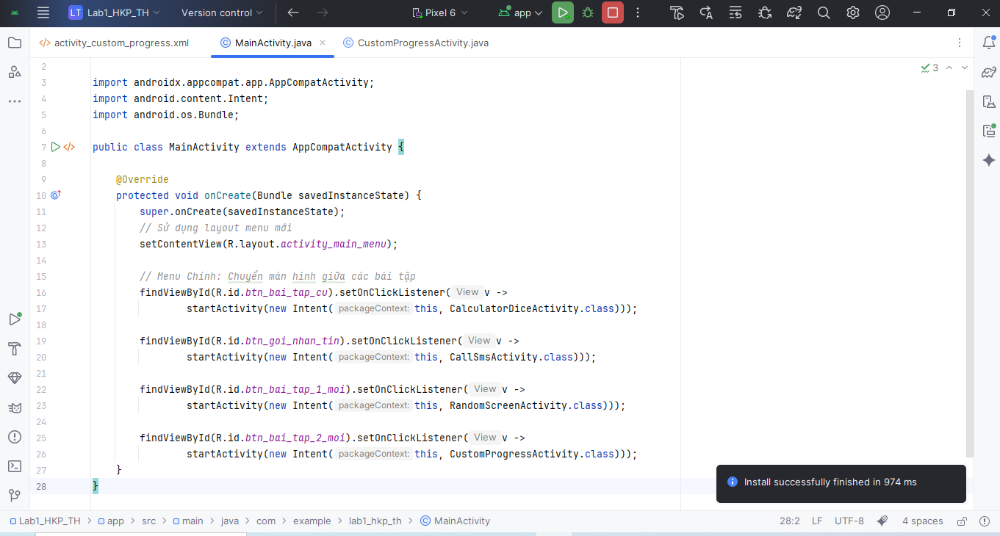 LT Lab1_HKP_TH Version control Pixel 6 app
activity_custom_progress.xml MainActivity.java CustomProgressActivity.java
2
3 import androidx.appcompat.app.AppCompatActivity;
4 import android.content.Intent;
5 import android.os.Bundle;
6
7 public class MainActivity extends AppCompatActivity {
8
9 @Override
10 protected void onCreate(Bundle savedInstanceState) {
11 super.onCreate(savedInstanceState);
12 // Sử dụng layout menu mới
13 setContentView(R.layout.activity_main_menu);
14
15 // Menu Chính: Chuyển màn hình giữa các bài tập
16 findViewById(R.id.btn_bai_tap_cu).setOnClickListener( View v ->
17 startActivity(new Intent( packageContext: this, CalculatorDiceActivity.class)));
18
19 findViewById(R.id.btn_goi_nhan_tin).setOnClickListener( View v ->
20 startActivity(new Intent( packageContext: this, CallSmsActivity.class)));
21
22 findViewById(R.id.btn_bai_tap_1_moi).setOnClickListener( View v ->
23 startActivity(new Intent( packageContext: this, RandomScreenActivity.class)));
24
25 findViewById(R.id.btn_bai_tap_2_moi).setOnClickListener( View v ->
26 startActivity(new Intent( packageContext: this, CustomProgressActivity.class)));
27 }
28 }
3
Install successfully finished in 974 ms
Lab1_HKP_TH > app > src > main > java > com > example > lab1_hkp_th > MainActivity 28:2 LF UTF-8 4 spaces